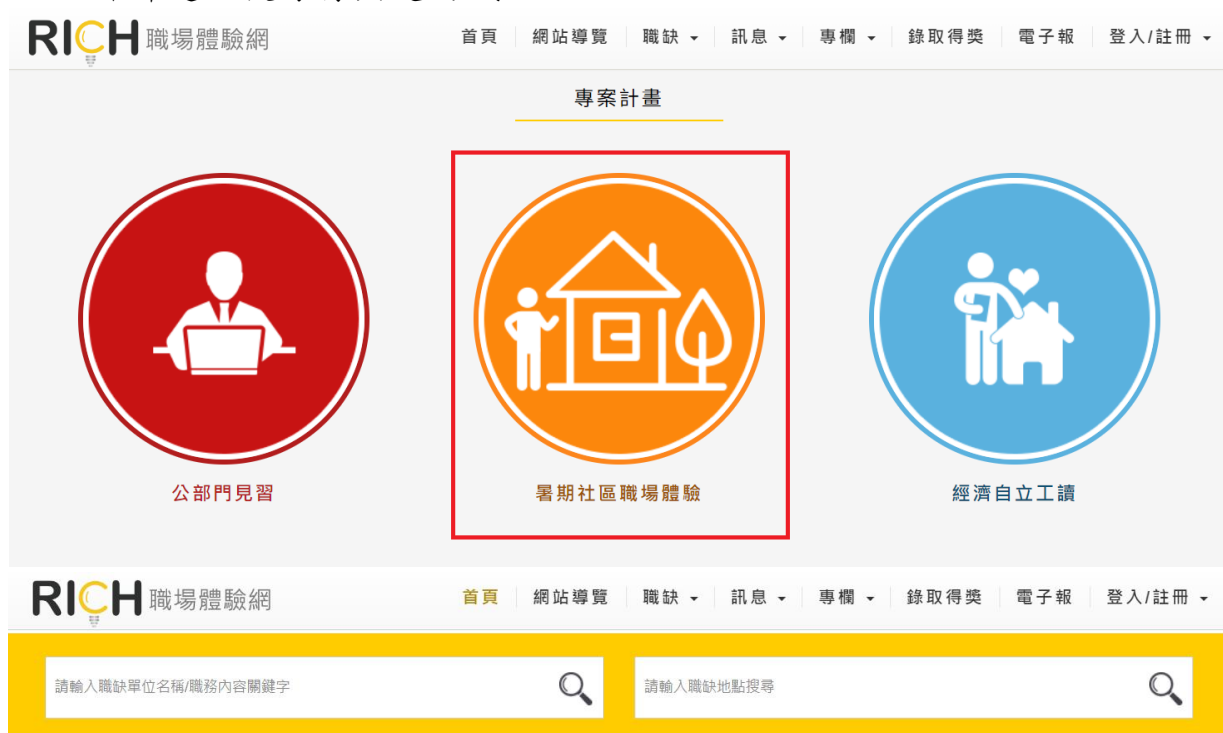 RICH 職場體驗網 首頁 網站導覽 職缺 訊息 專欄 錄取得獎 電子報 登入/註冊
專案計畫
公部門見習 暑期社區職場體驗 經濟自立工讀
RICH 職場體驗網 首頁 網站導覽 職缺 訊息 專欄 錄取得獎 電子報 登入/註冊
請輸入職缺單位名稱/職務內容關鍵字 請輸入職缺地點搜尋